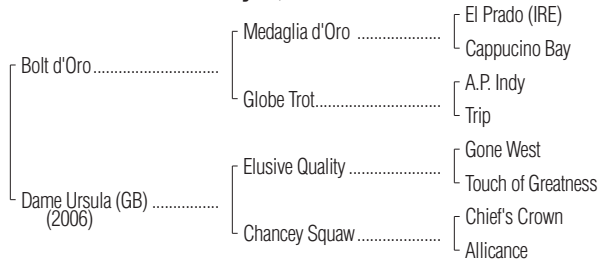 El Prado (IRE)
Medaglia d'Oro ..................
Cappucino Bay
Bolt d'Oro...........................
A.P. Indy
Globe Trot...........................
Trip
Gone West
Elusive Quality ....................
Touch of Greatness
Dame Ursula (GB) ..............
(2006)
Chief's Crown
Chancey Squaw..................
Allicance